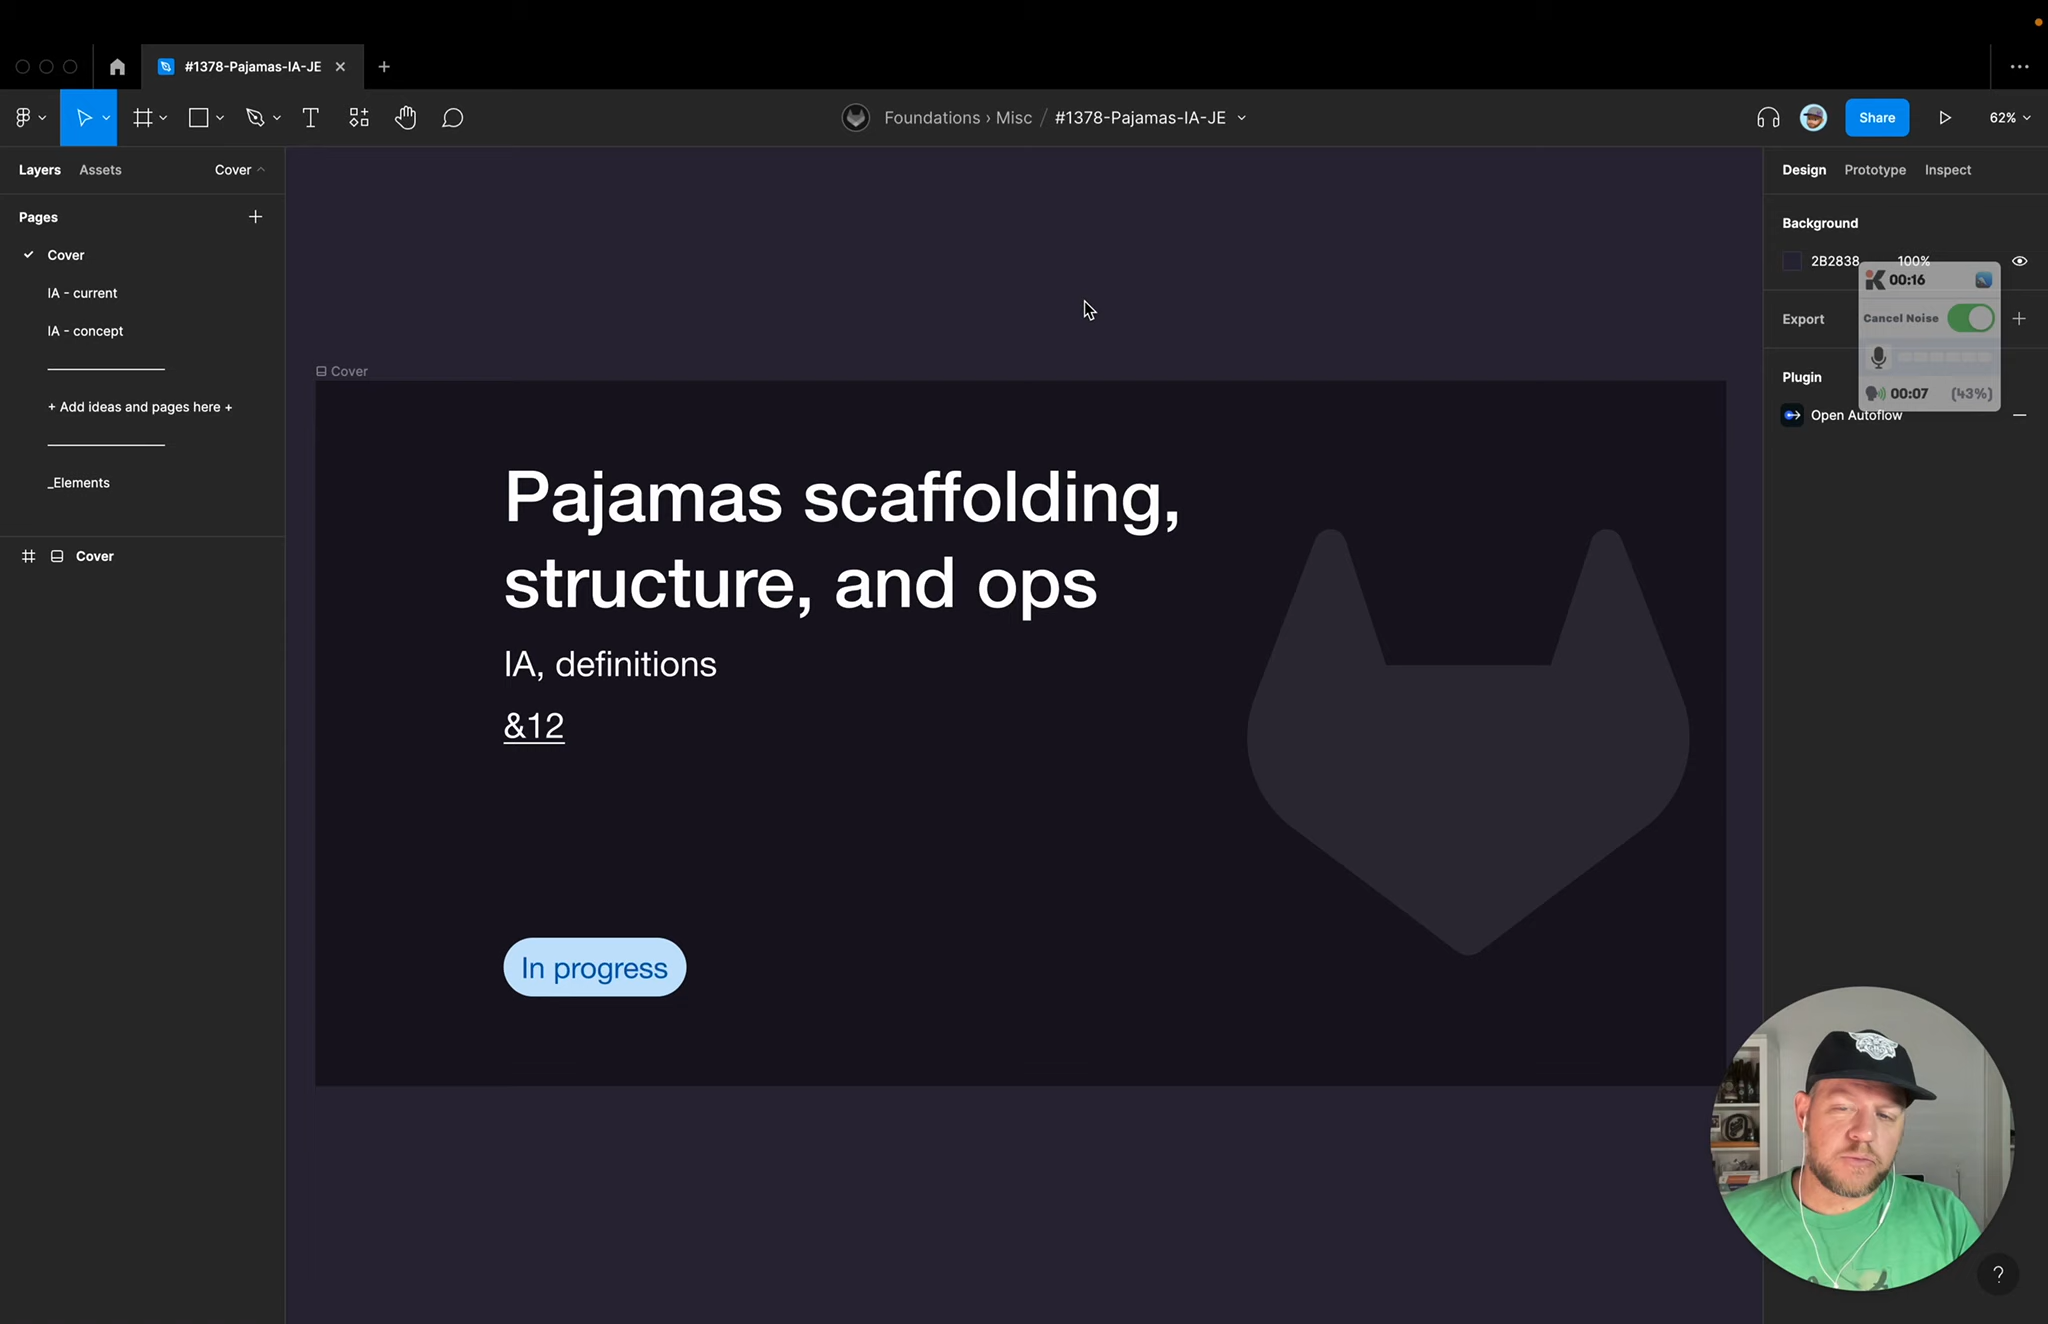 #1378-Pajamas-IA-JE
Foundations › Misc / #1378-Pajamas-IA-JE
Share
62%
Layers
Assets
Cover
Pages
Cover
IA - current
IA - concept
+ Add ideas and pages here +
_Elements
Cover
Cover
Pajamas scaffolding,
structure, and ops
IA, definitions
&12
In progress
Design
Prototype
Inspect
Background
2B2838
100%
00:16
Export
Cancel Noise
Plugin
00:07 (43%)
Open Autoflow
?